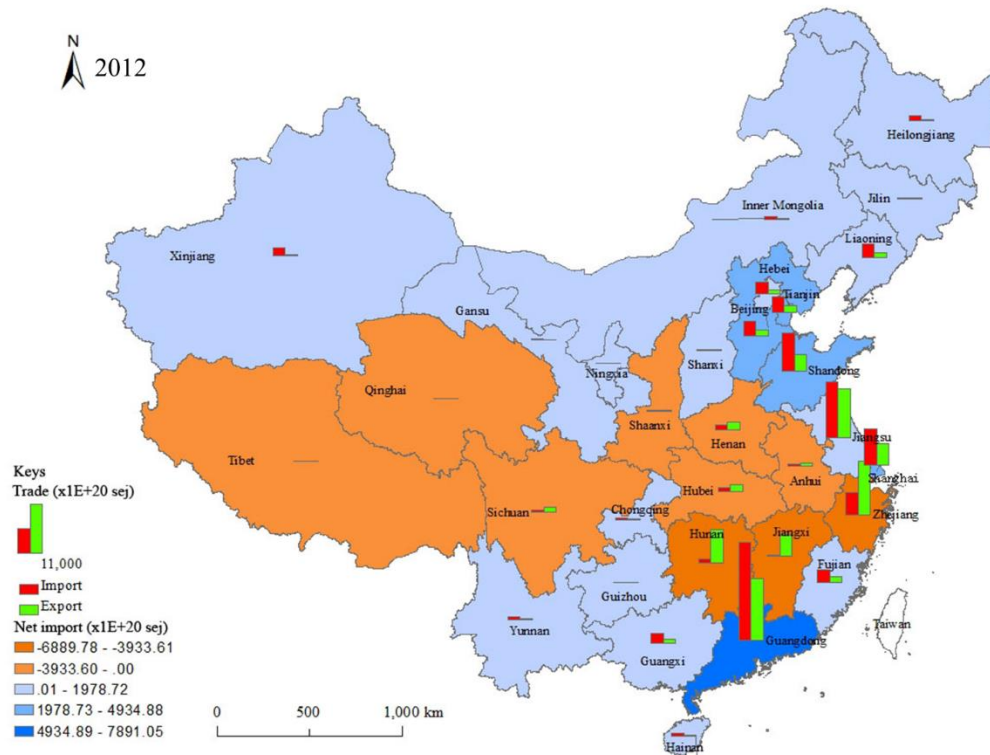 N
2012
Heilongjiang
Jilin
Inner Mongolia
Liaoning
Xinjiang
Hebei
Tianjin
Beijing
Gansu
Ningxia
Shanxi
Shandong
Qinghai
Shaanxi
Henan
Jiangsu
Tibet
Anhui
Shanghai
Hubei
Sichuan
Chongqing
Zhejiang
Hunan
Jiangxi
Fujian
Guizhou
Taiwan
Yunnan
Guangxi
Guangdong
Hainan
Keys
Trade (x1E+20 sej)
11,000
Import
Export
Net import (x1E+20 sej)
-6889.78 - -3933.61
-3933.60 - .00
.01 - 1978.72
1978.73 - 4934.88
4934.89 - 7891.05
0 500 1,000 km